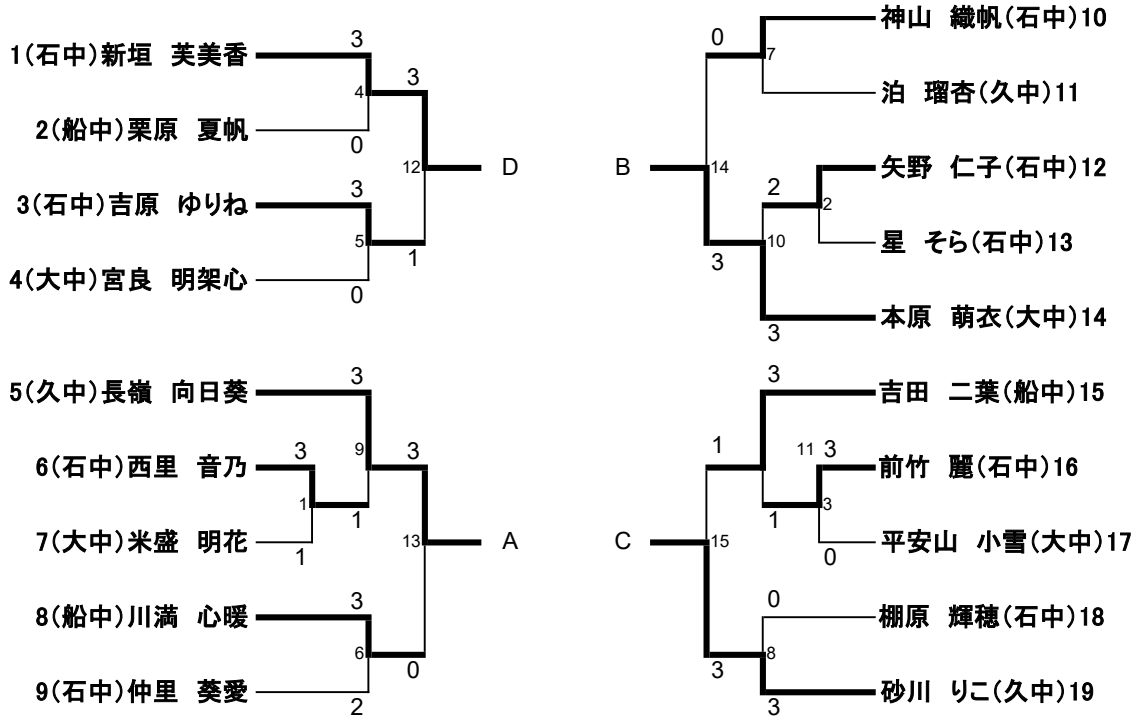 1(石中)新垣 芙美香
2(船中)栗原 夏帆
3(石中)吉原 ゆりね
4(大中)宮良 明架心
3
4
0
3
12
D
3
5
0
1
5(久中)長嶺 向日葵
6(石中)西里 音乃
7(大中)米盛 明花
8(船中)川満 心暖
9(石中)仲里 葵愛
3
9
3
1
1
1
3
13
A
3
6
2
0
神山 織帆(石中)10
泊 瑠杏(久中)11
矢野 仁子(石中)12
星 そら(石中)13
本原 萌衣(大中)14
0
7
B
14
2
2
10
3
3
吉田 二葉(船中)15
前竹 麗(石中)16
平安山 小雪(大中)17
棚原 輝穂(石中)18
砂川 りこ(久中)19
3
1
11
3
3
1
0
C
15
0
8
3
3